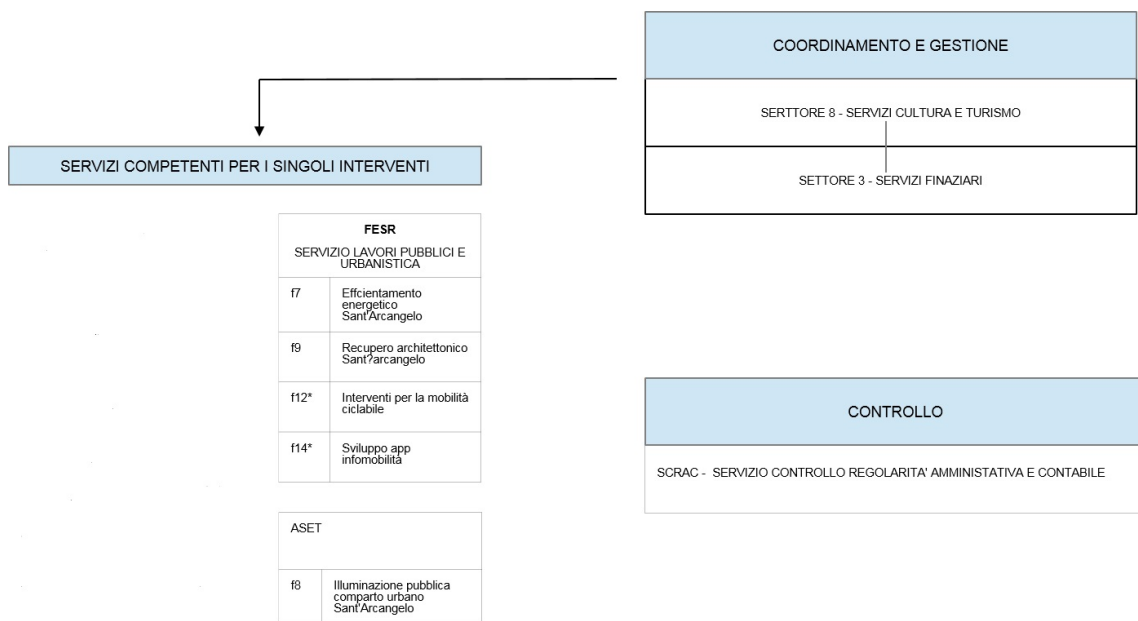 COORDINAMENTO E GESTIONE
SERTTORE 8 - SERVIZI CULTURA E TURISMO
SETTORE 3 - SERVIZI FINAZIARI
SERVIZI COMPETENTI PER I SINGOLI INTERVENTI
FESR
SERVIZIO LAVORI PUBBLICI E
URBANISTICA
f7
Effcientamento
energetico
Sant'Arcangelo
f9
Recupero architettonico
Sant?arcangelo
f12*
Interventi per la mobilità
ciclabile
f14*
Sviluppo app
infomobilità
ASET
f8
Illuminazione pubblica
comparto urbano
Sant'Arcangelo
CONTROLLO
SCRAC - SERVIZIO CONTROLLO REGOLARITA' AMMINISTATIVA E CONTABILE